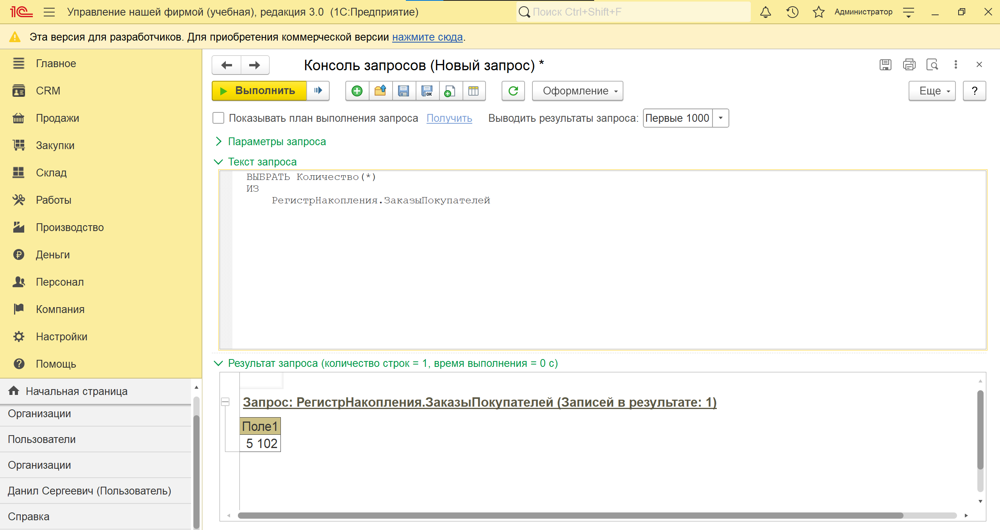 1С Управление нашей фирмой (учебная), редакция 3.0 (1С:Предприятие) Поиск Ctrl+Shift+F Администратор
Эта версия для разработчиков. Для приобретения коммерческой версии нажмите сюда.
Главное
CRM
Продажи
Закупки
Склад
Работы
Производство
Деньги
Персонал
Компания
Настройки
Помощь
Начальная страница
Организации
Пользователи
Организации
Данил Сергеевич (Пользователь)
Справка
Консоль запросов (Новый запрос) *
Выполнить OK Оформление Еще ?
Показывать план выполнения запроса Получить Выводить результаты запроса: Первые 1000
Параметры запроса
Текст запроса
ВЫБРАТЬ Количество(*)
ИЗ
РегистрНакопления.ЗаказыПокупателей
Результат запроса (количество строк = 1, время выполнения = 0 с)
Запрос: РегистрНакопления.ЗаказыПокупателей (Записей в результате: 1)
Поле1
5 102